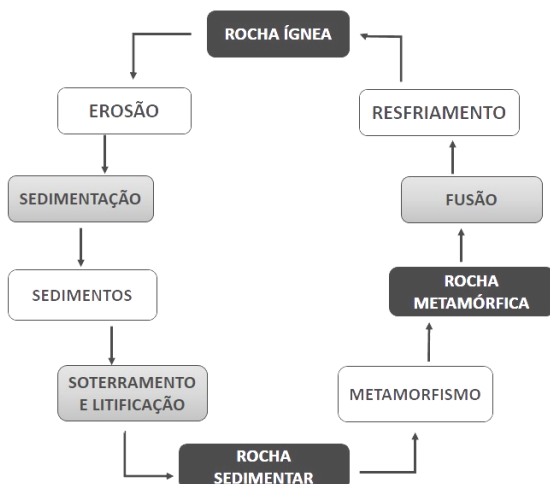 ROCHA ÍGNEA
EROSÃO
SEDIMENTAÇÃO
SEDIMENTOS
SOTERRAMENTO
E LITIFICAÇÃO
ROCHA
SEDIMENTAR
METAMORFISMO
ROCHA
METAMÓRFICA
FUSÃO
RESFRIAMENTO